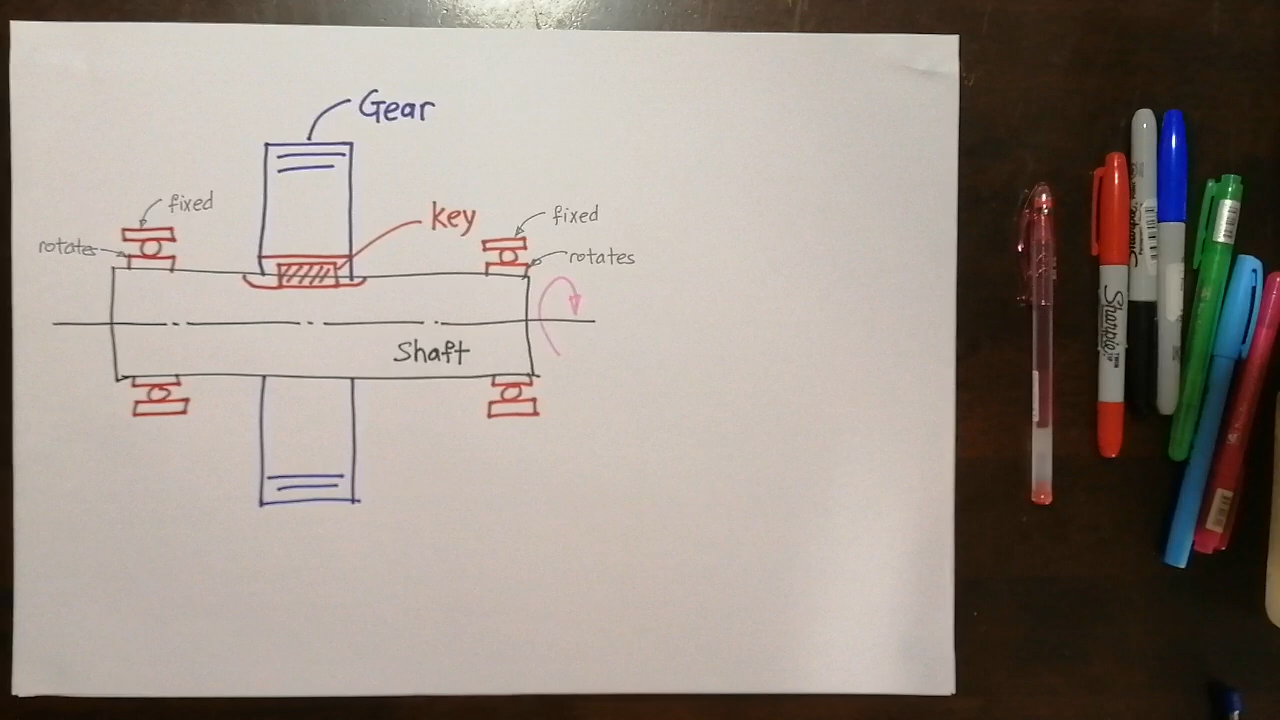 Gear
fixed
key
fixed
rotates
rotates
Shaft
Sharpie